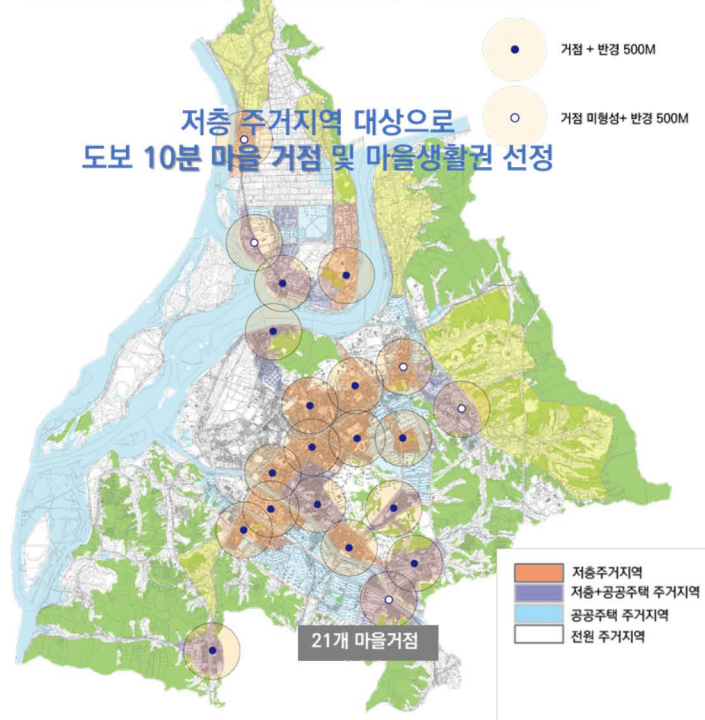 거점 + 반경 500M
거점 미형성+ 반경 500M
저층 주거지역 대상으로
도보 10분 마을 거점 및 마을생활권 선정
저층주거지역
저층+공공주택 주거지역
공공주택 주거지역
전원 주거지역
21개 마을거점